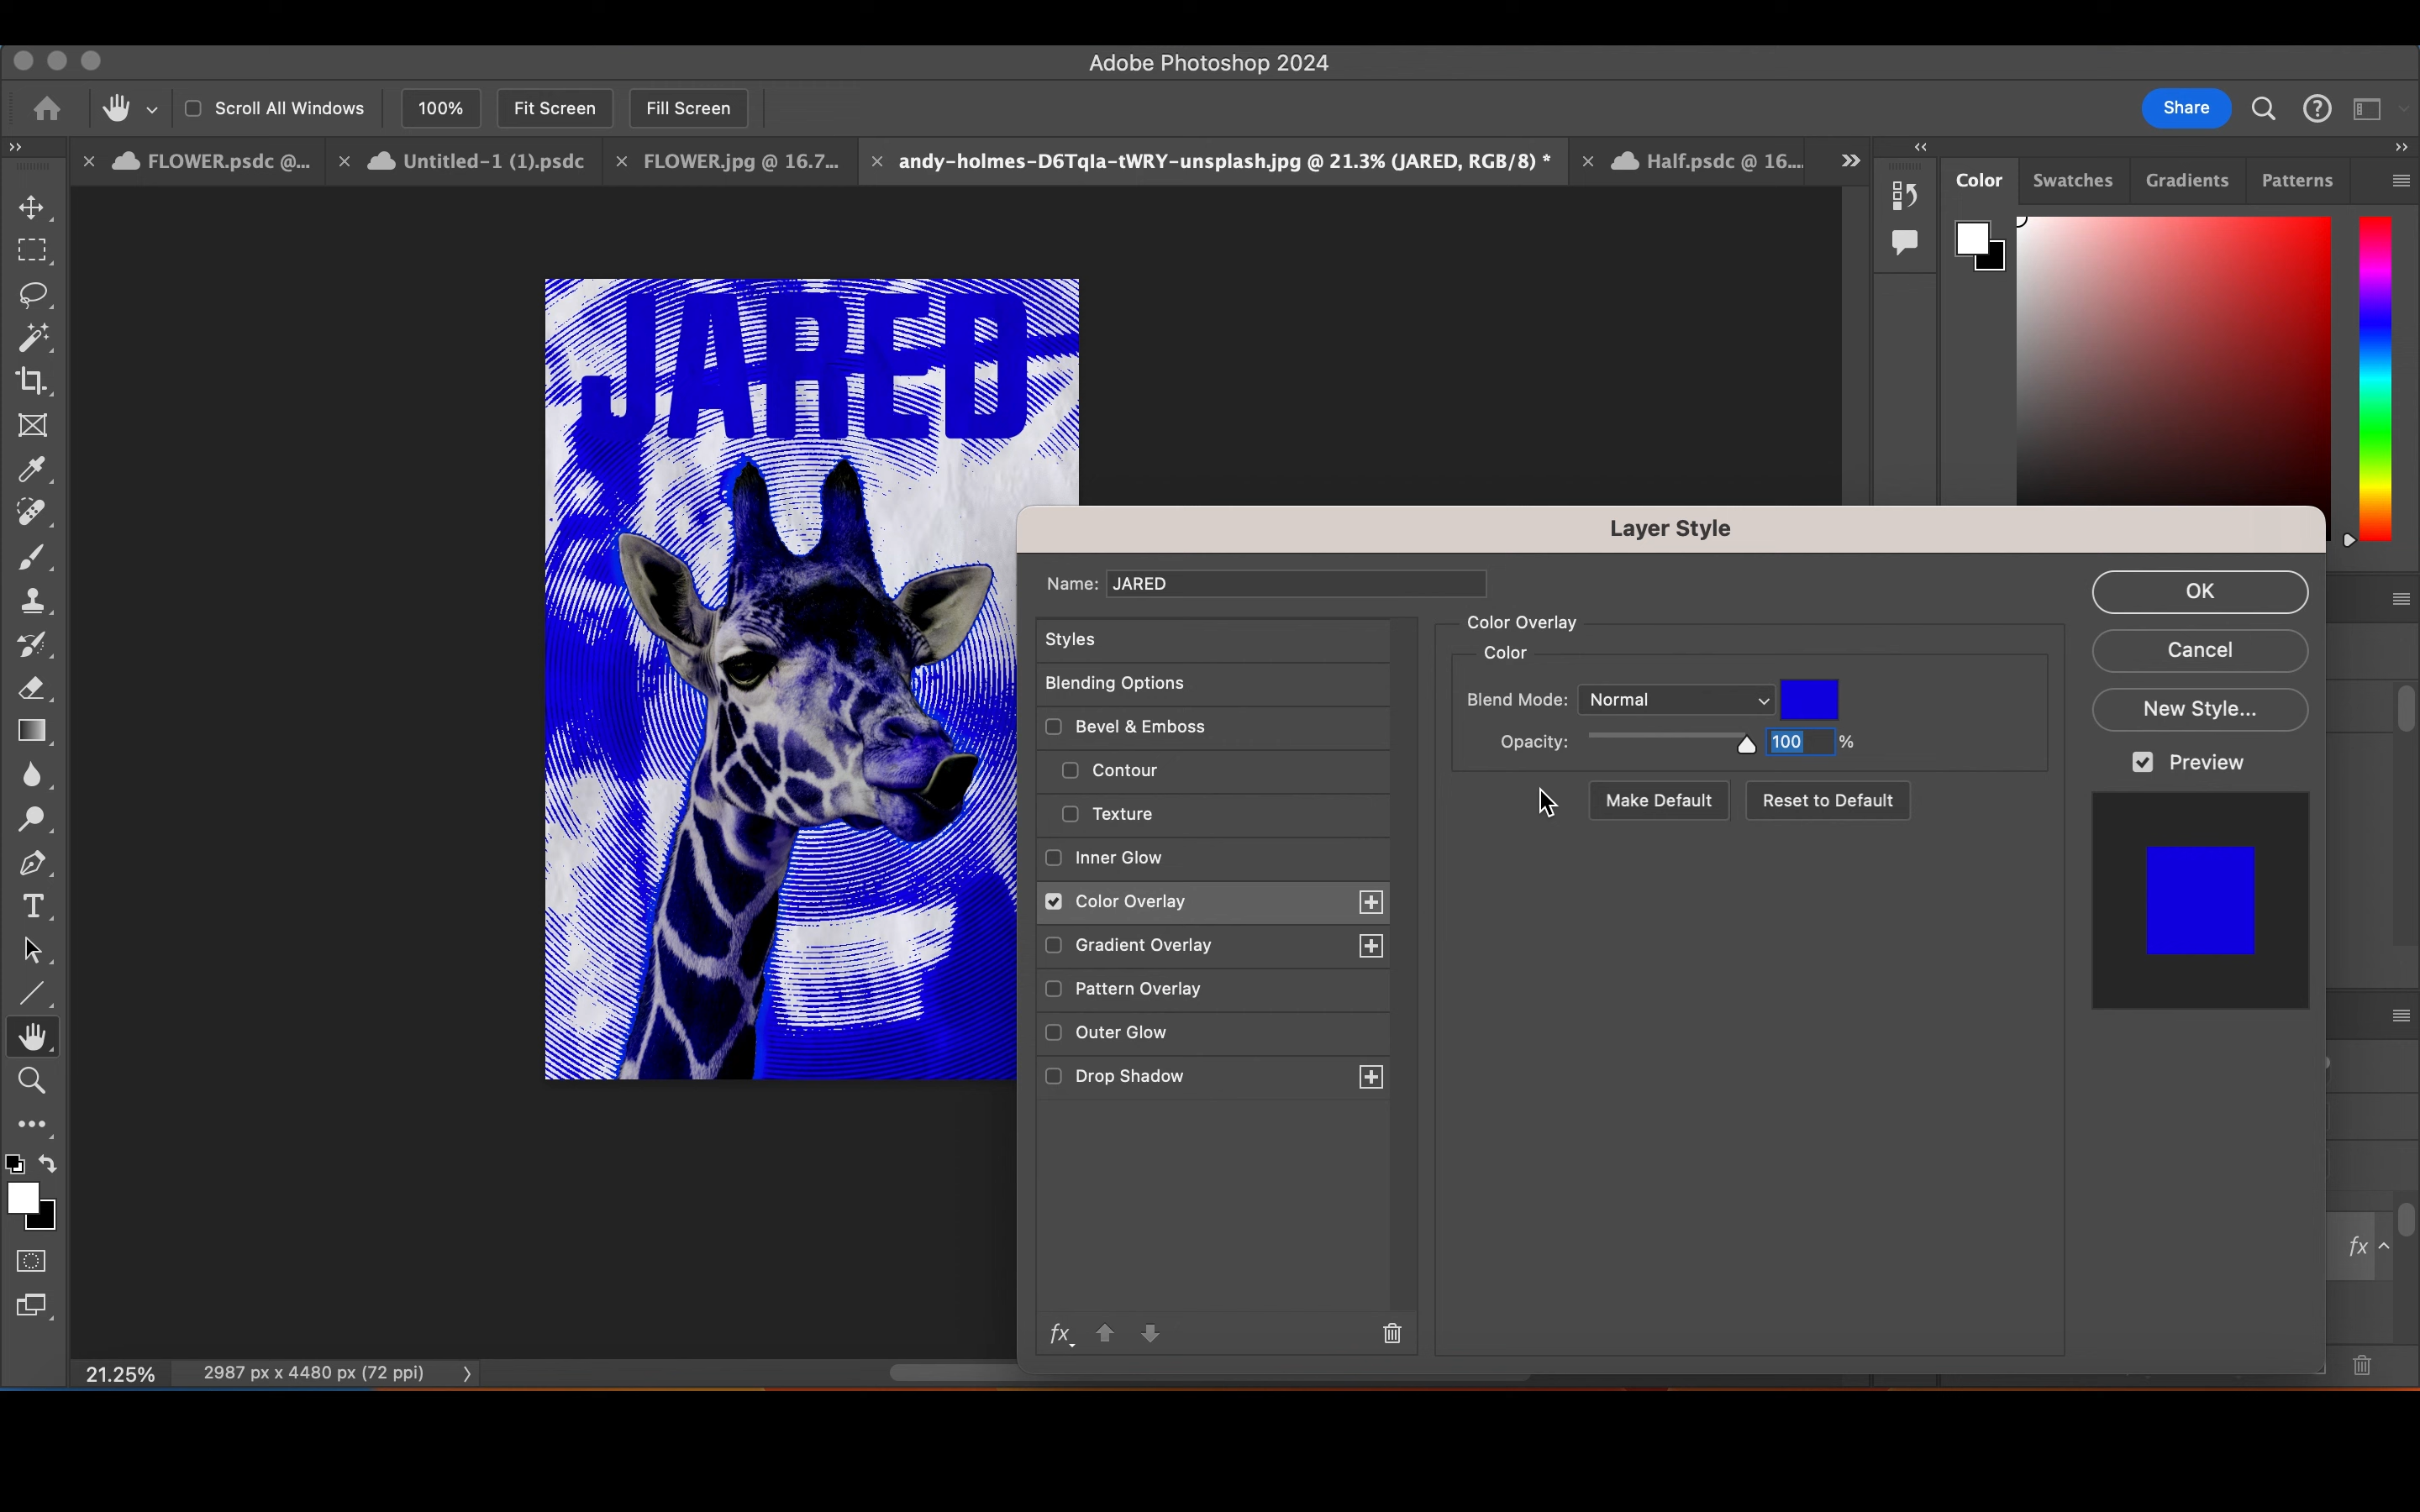 Adobe Photoshop 2024
Scroll All Windows 100% Fit Screen Fill Screen Share
FLOWER.psdc @... Untitled-1 (1).psdc FLOWER.jpg @ 16.7... andy-holmes-D6TqIa-tWRY-unsplash.jpg @ 21.3% (JARED, RGB/8) * Half.psdc @ 16....
Color Swatches Gradients Patterns
JARED
Layer Style
Name: JARED
Styles
Blending Options
Bevel & Emboss
Contour
Texture
Inner Glow
Color Overlay
Gradient Overlay
Pattern Overlay
Outer Glow
Drop Shadow
fx
Color Overlay
Color
Blend Mode: Normal
Opacity: 100 %
Make Default Reset to Default
OK
Cancel
New Style...
Preview
fx
T
21.25% 2987 px x 4480 px (72 ppi)